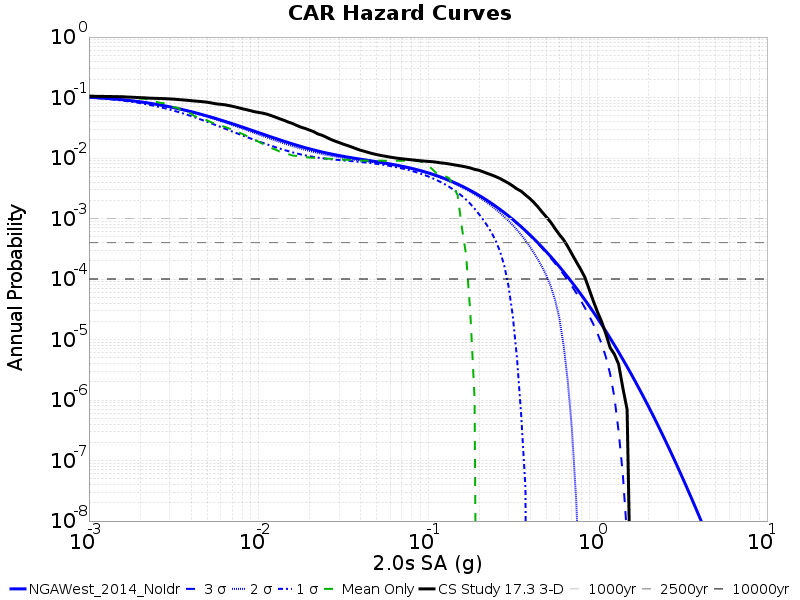 CAR Hazard Curves
10^0
10^-1
10^-2
10^-3
10^-4
10^-5
10^-6
10^-7
10^-8
Annual Probability
10^-3 10^-2 10^-1 10^0 10^1
2.0s SA (g)
NGAWest_2014_NoIdr 3 σ 2 σ 1 σ Mean Only CS Study 17.3 3-D 1000yr 2500yr 10000yr